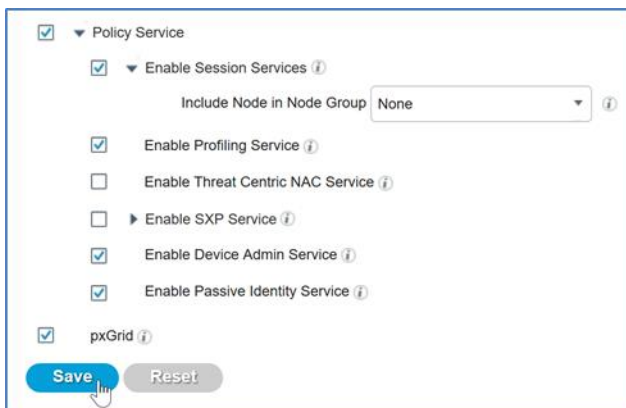 Policy Service
Enable Session Services
Include Node in Node Group None
Enable Profiling Service
Enable Threat Centric NAC Service
Enable SXP Service
Enable Device Admin Service
Enable Passive Identity Service
pxGrid
Save Reset